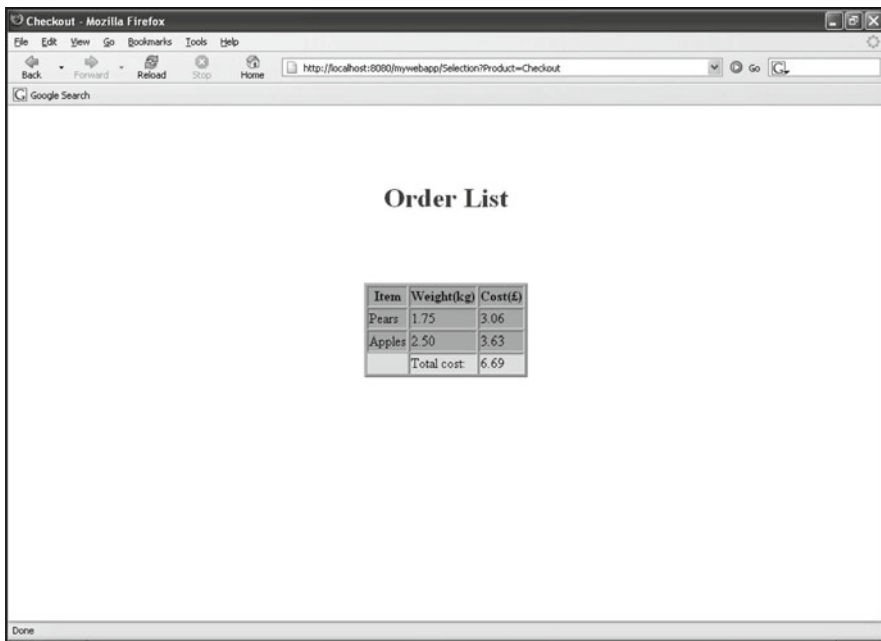 Checkout - Mozilla Firefox
File Edit View Go Bookmarks Tools Help
Back Forward Reload Stop Home http://localhost:8080/mywebapp/Selection?Product=Checkout Go G
G Google Search
Order List
Item Weight(kg) Cost(£)
Pears 1.75 3.06
Apples 2.50 3.63
Total cost: 6.69
Done